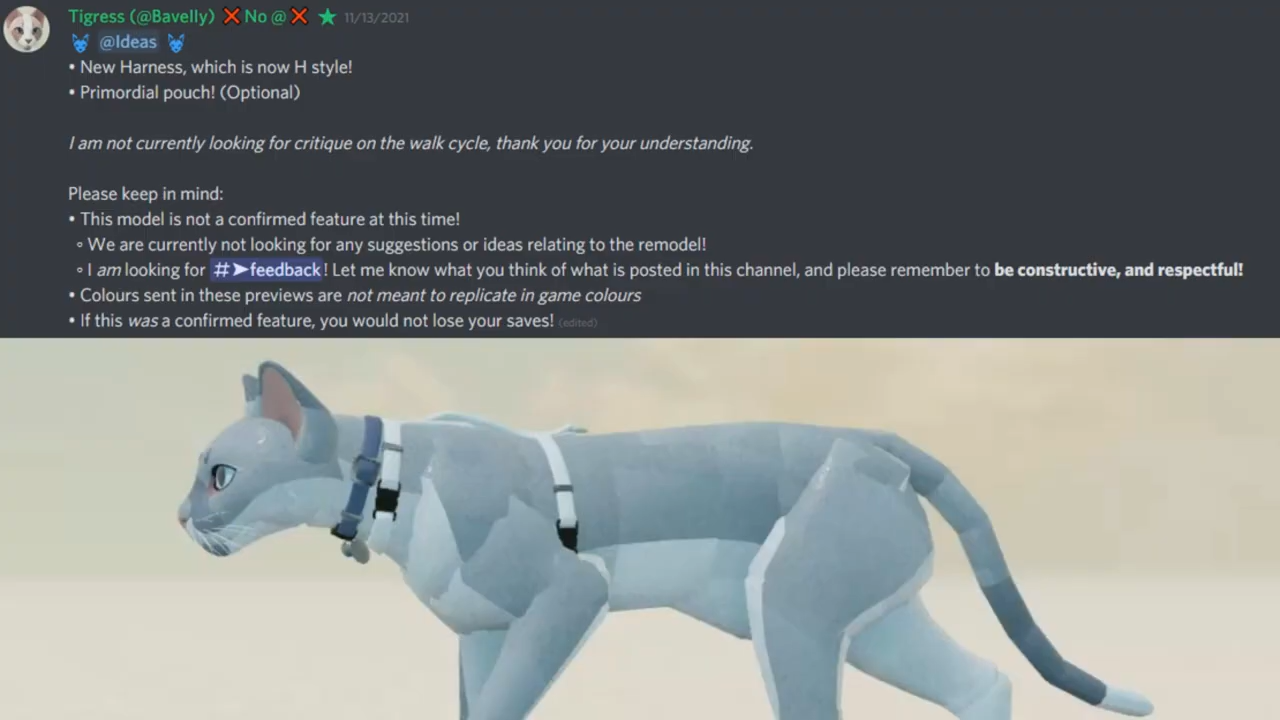 Tigress (@Bavelly) ❌ No @ ❌ ★ 11/13/2021
@Ideas
• New Harness, which is now H style!
• Primordial pouch! (Optional)
I am not currently looking for critique on the walk cycle, thank you for your understanding.
Please keep in mind:
• This model is not a confirmed feature at this time!
◦ We are currently not looking for any suggestions or ideas relating to the remodel!
◦ I am looking for #➤feedback! Let me know what you think of what is posted in this channel, and please remember to be constructive, and respectful!
• Colours sent in these previews are not meant to replicate in game colours
• If this was a confirmed feature, you would not lose your saves! (edited)